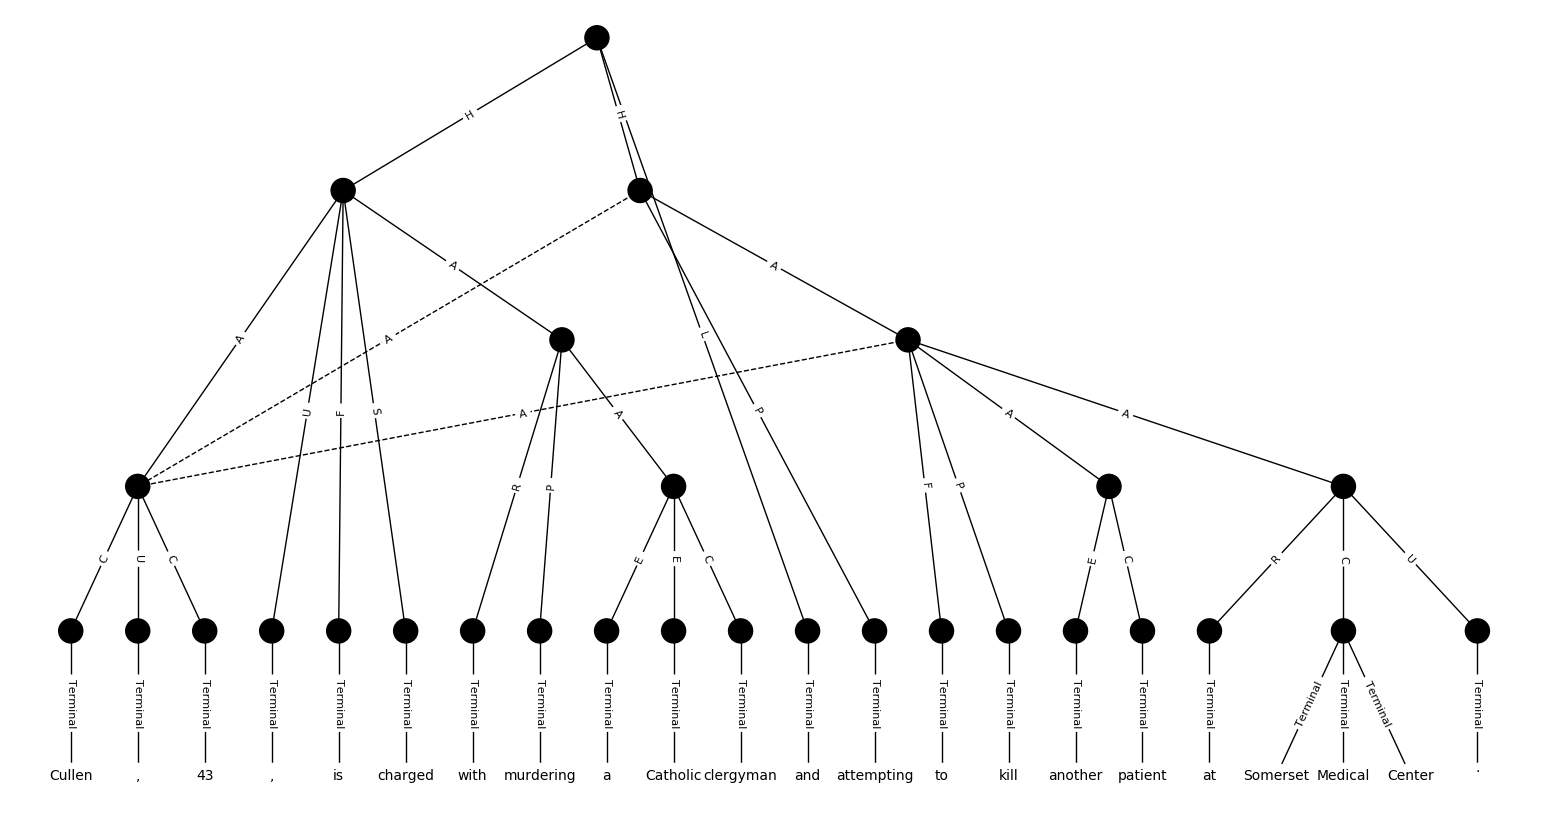 H H
A A A A
L
U F S A A P A A
R P F P
C U C E E C E C R C U
Terminal Terminal Terminal Terminal Terminal Terminal Terminal Terminal Terminal Terminal Terminal Terminal Terminal Terminal Terminal Terminal Terminal Terminal Terminal Terminal Terminal Terminal
Cullen , 43 , is charged with murdering a Catholic clergyman and attempting to kill another patient at Somerset Medical Center .